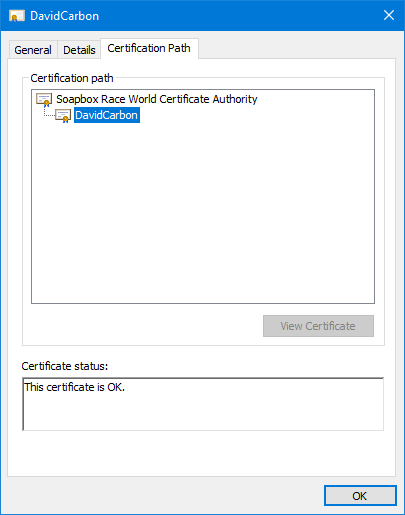 DavidCarbon
General
Details
Certification Path
Certification path
Soapbox Race World Certificate Authority
DavidCarbon
View Certificate
Certificate status:
This certificate is OK.
OK